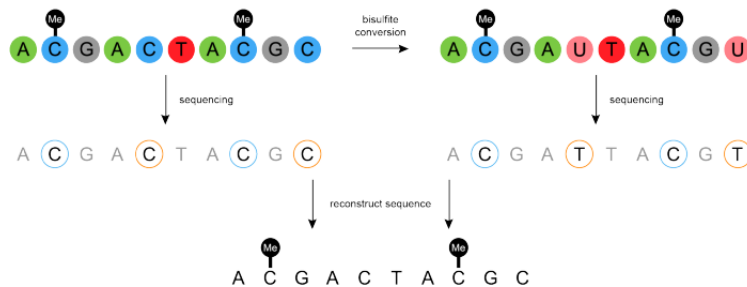 Me Me Me Me
A C G A C T A C G C bisulfite conversion A C G A U T A C G U
sequencing sequencing
A C G A C T A C G C A C G A T T A C G T
reconstruct sequence
Me Me
A C G A C T A C G C